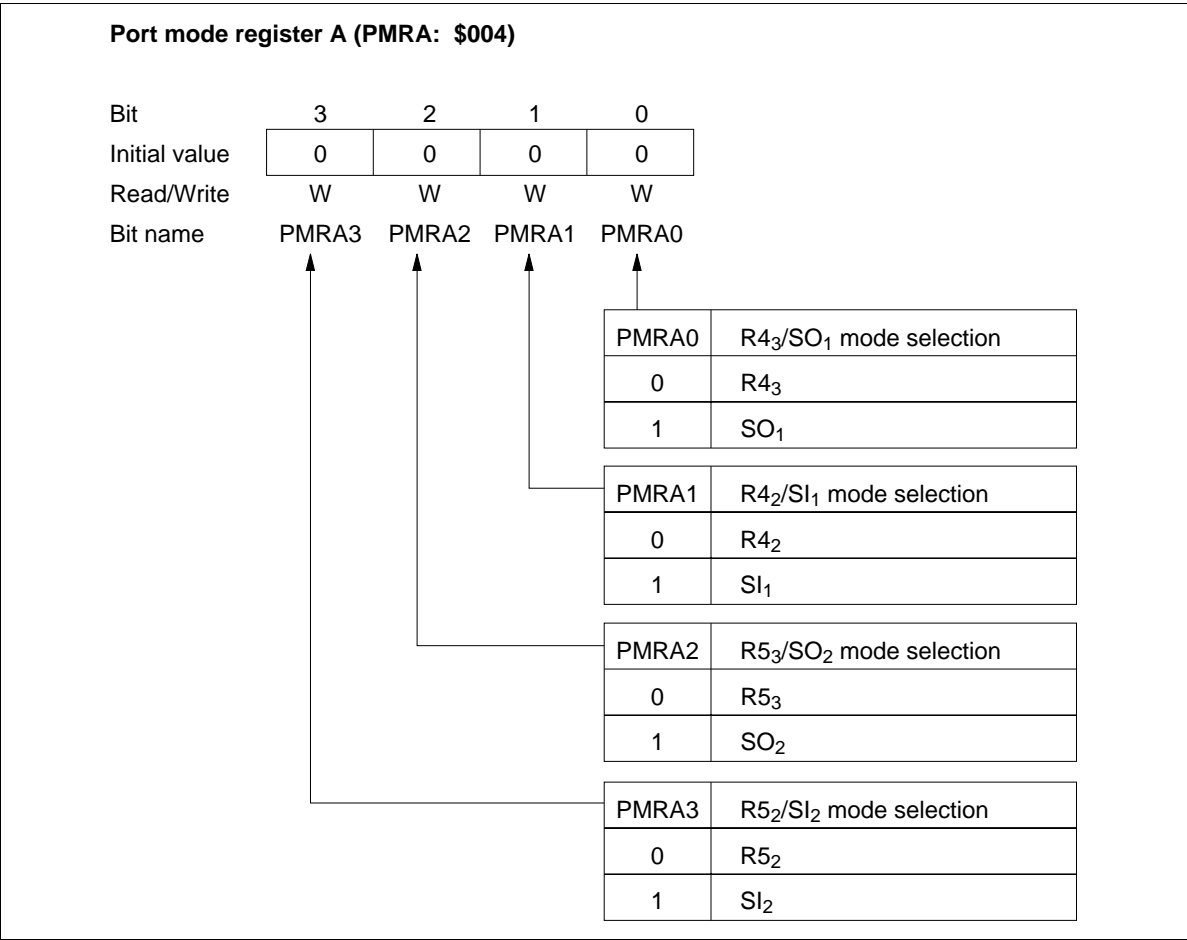 Port mode register A (PMRA: $004)
Bit 3 2 1 0
Initial value 0 0 0 0
Read/Write W W W W
Bit name PMRA3 PMRA2 PMRA1 PMRA0
PMRA0 R4₃/SO₁ mode selection
0 R4₃
1 SO₁
PMRA1 R4₂/SI₁ mode selection
0 R4₂
1 SI₁
PMRA2 R5₃/SO₂ mode selection
0 R5₃
1 SO₂
PMRA3 R5₂/SI₂ mode selection
0 R5₂
1 SI₂